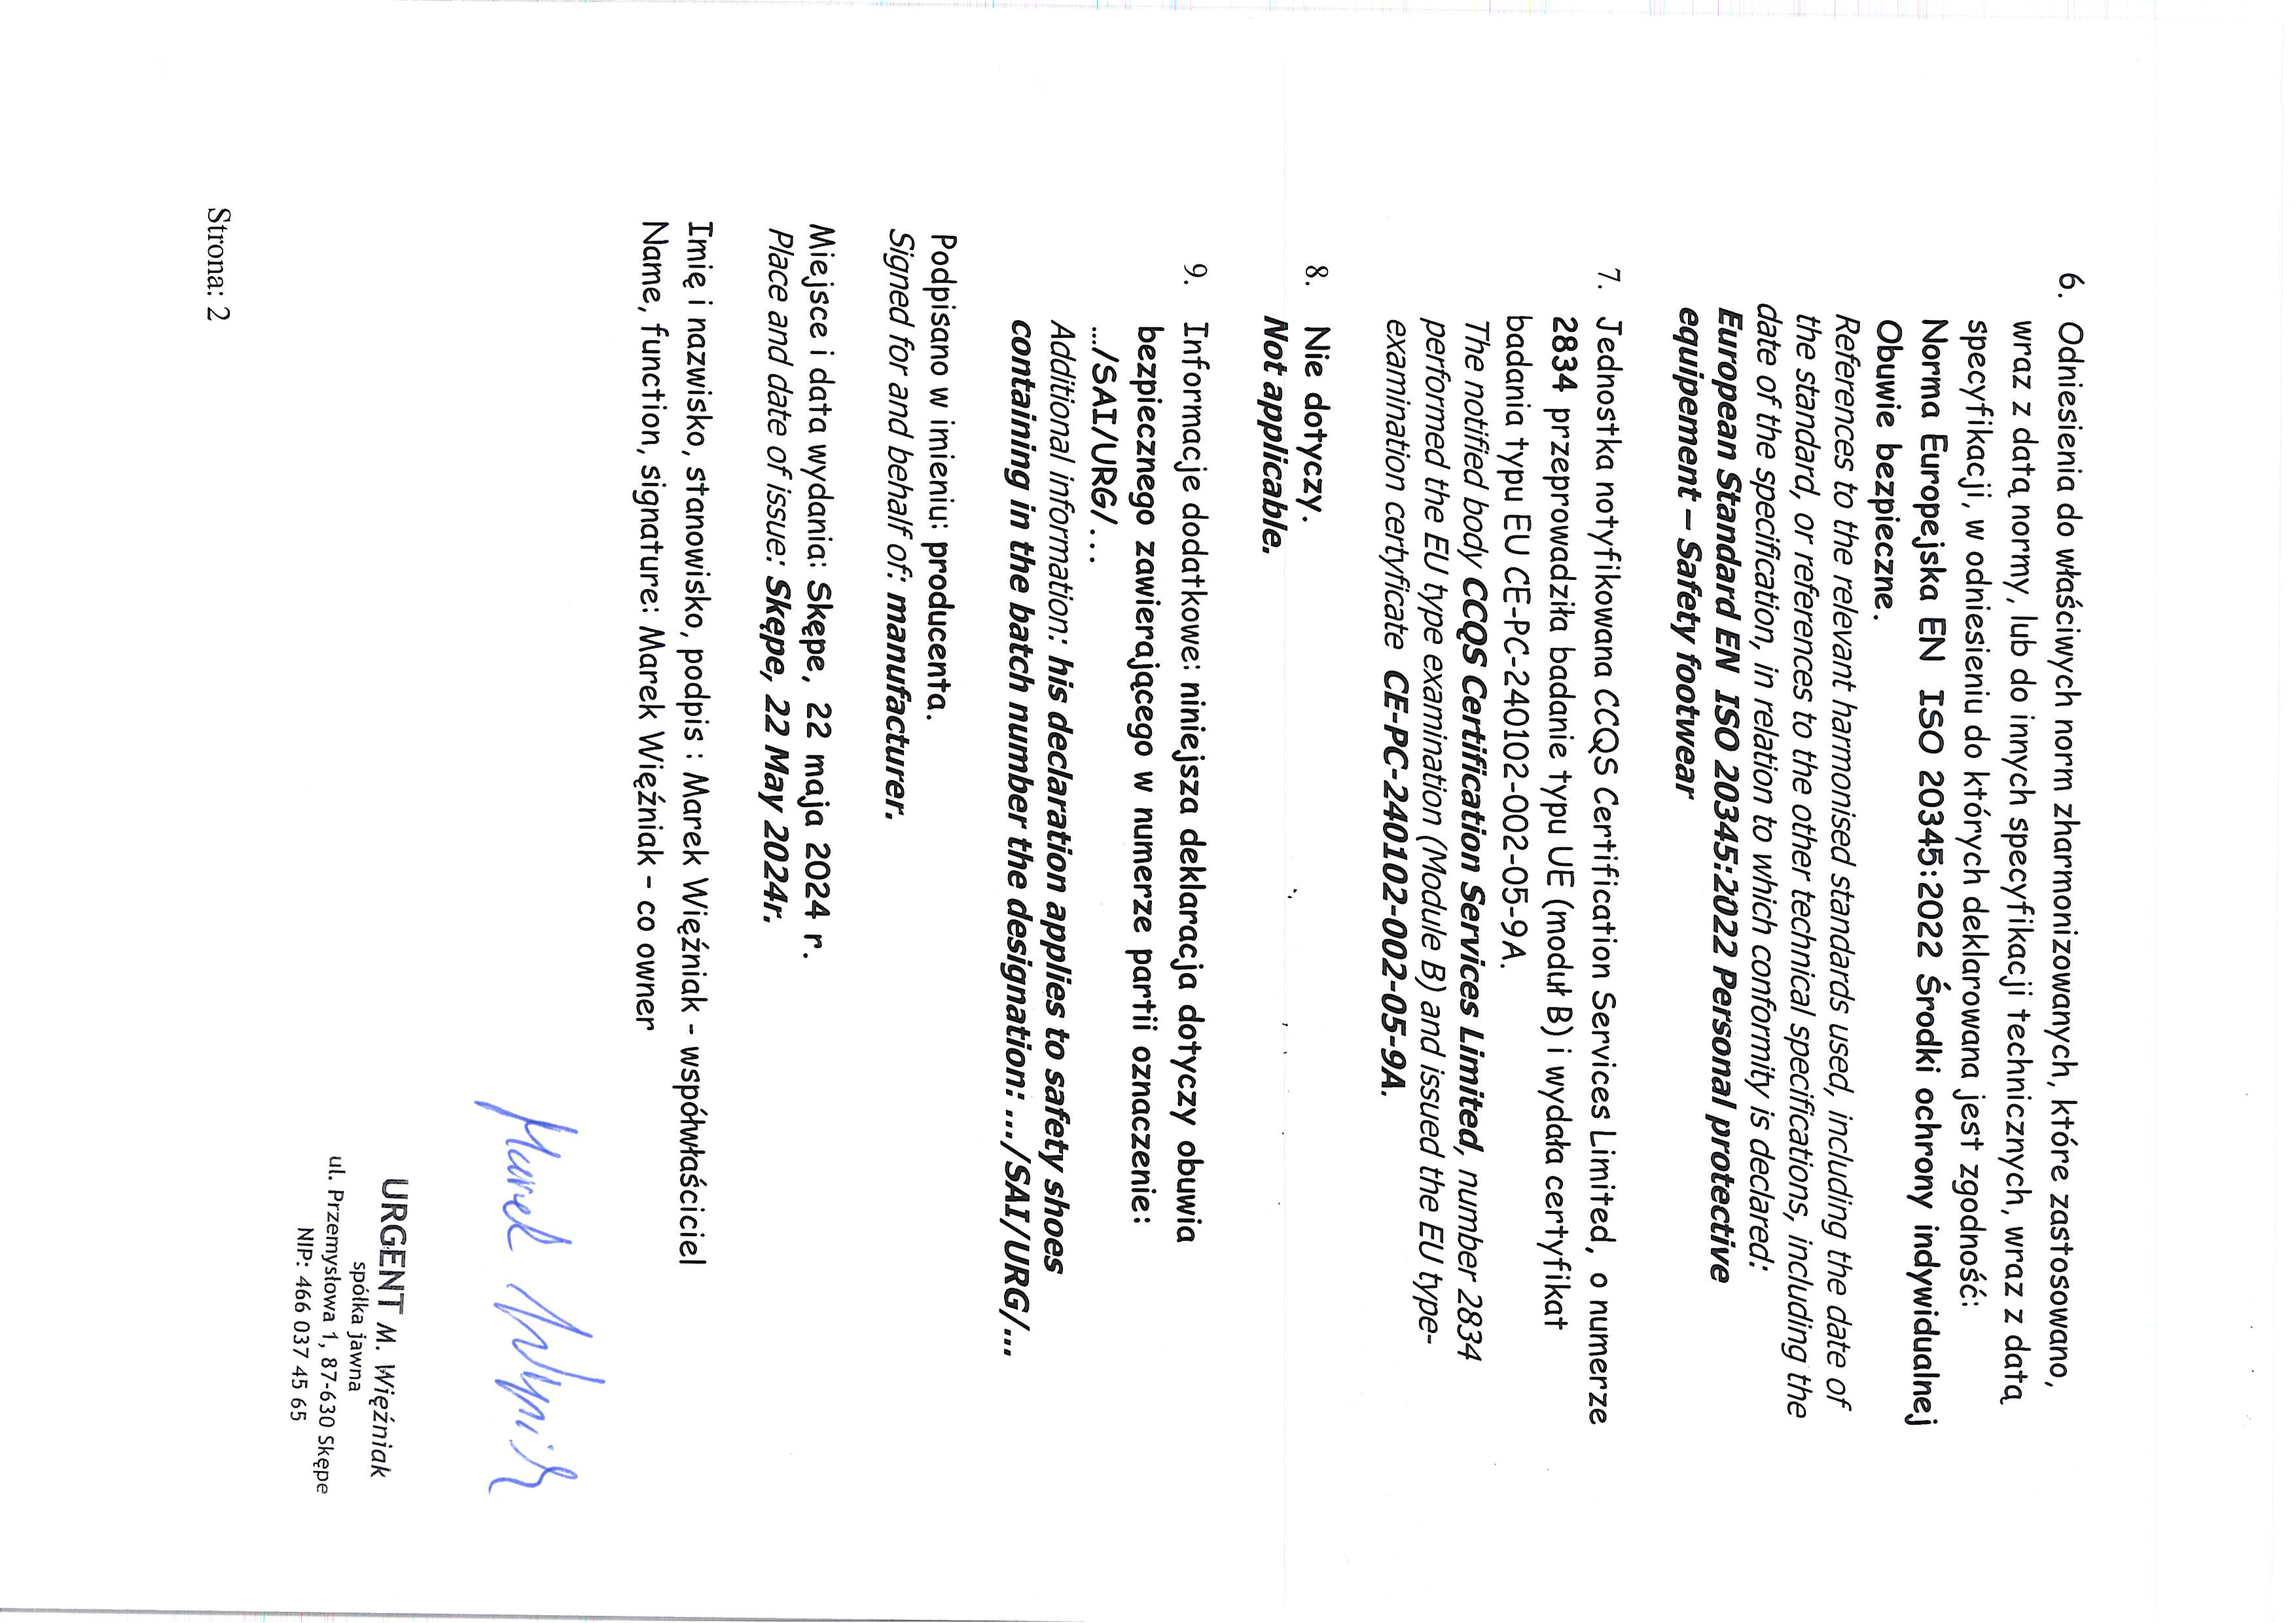 6. Odniesienia do właściwych norm zharmonizowanych, które zastosowano,
wraz z datą normy, lub do innych specyfikacji technicznych, wraz z datą
specyfikacji, w odniesieniu do których deklarowana jest zgodność:
Norma Europejska EN ISO 20345:2022 Środki ochrony indywidualnej
Obuwie bezpieczne.
References to the relevant harmonised standards used, including the date of
the standard, or references to the other technical specifications, including the
date of the specification, in relation to which conformity is declared:
European Standard EN ISO 20345:2022 Personal protective
equipement – Safety footwear
7. Jednostka notyfikowana CCQS Certification Services Limited, o numerze
2834 przeprowadziła badanie typu UE (moduł B) i wydała certyfikat
badania typu EU CE-PC-240102-002-05-9A.
The notified body CCQS Certification Services Limited, number 2834
performed the EU type examination (Module B) and issued the EU type-
examination certyficate CE-PC-240102-002-05-9A.
8. Nie dotyczy.
Not applicable.
9. Informacje dodatkowe: niniejsza deklaracja dotyczy obuwia
bezpiecznego zawierającego w numerze partii oznaczenie:
.../SAI/URG/...
Additional information: his declaration applies to safety shoes
containing in the batch number the designation: .../SAI/URG/...
Podpisano w imieniu: producenta.
Signed for and behalf of: manufacturer.
Miejsce i data wydania: Skępe, 22 maja 2024 r.
Place and date of issue: Skępe, 22 May 2024r.
Imię i nazwisko, stanowisko, podpis : Marek Więźniak - współwłaściciel
Name, function, signature: Marek Więźniak - co owner
URGENT M. Więźniak
spółka jawna
ul. Przemysłowa 1, 87-630 Skępe
NIP: 466 037 45 65
Strona: 2